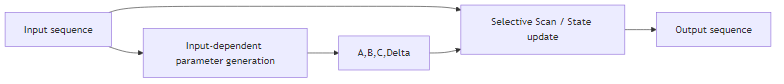 Input sequence
Input-dependent
parameter generation
A,B,C,Delta
Selective Scan / State
update
Output sequence